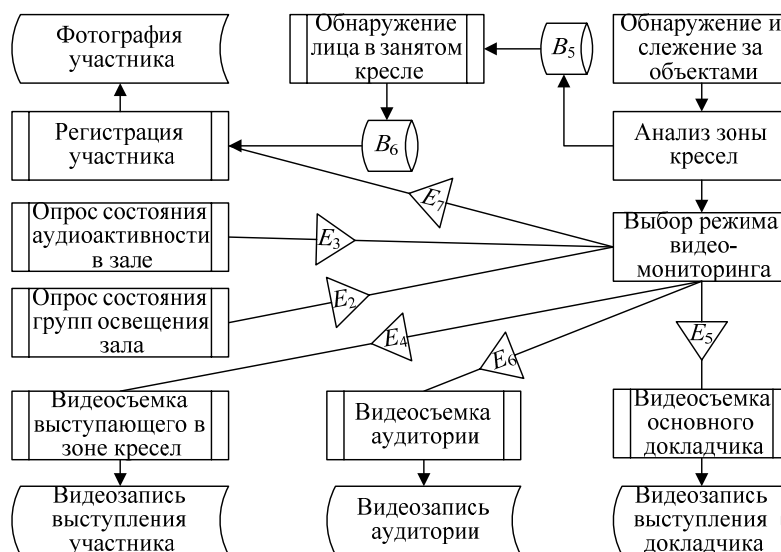 Фотография
участника
Обнаружение
лица в занятом
кресле
B5
Обнаружение и
слежение за
объектами
Регистрация
участника
B6
Анализ зоны
кресел
E7
Опрос состояния
аудиоактивности
в зале
E3
Выбор режима
видео-
мониторинга
Опрос состояния
групп освещения
зала
E2
E4
E6
E5
Видеосъемка
выступающего в
зоне кресел
Видеосъемка
аудитории
Видеосъемка
основного
докладчика
Видеозапись
выступления
участника
Видеозапись
аудитории
Видеозапись
выступления
докладчика